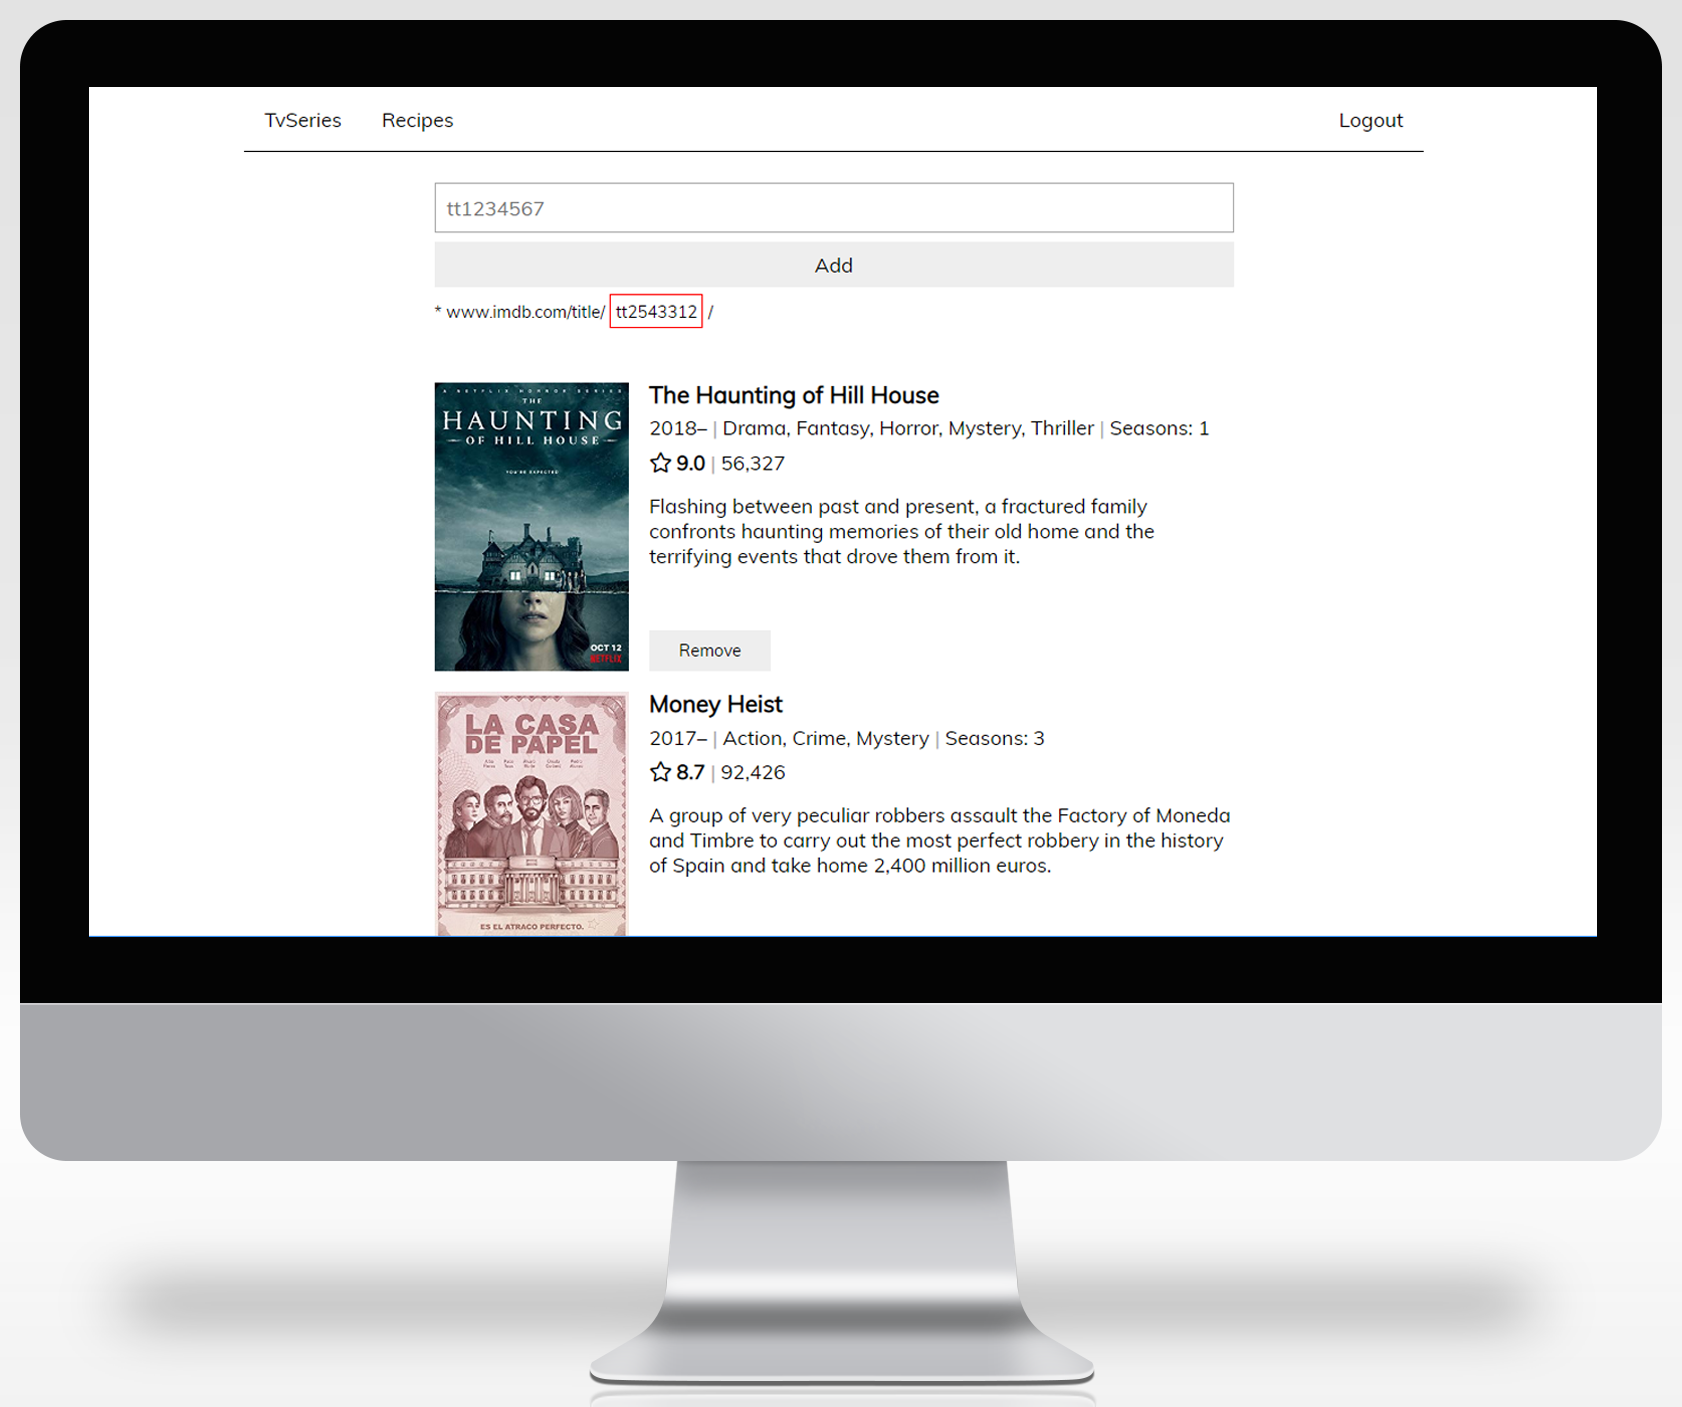 TvSeries Recipes Logout
tt1234567
Add
* www.imdb.com/title/ tt2543312 /
A NETFLIX HORROR SERIES
THE
HAUNTING
OF HILL HOUSE
YOU'RE EXPECTED
OCT 12
NETFLIX
The Haunting of Hill House
2018– | Drama, Fantasy, Horror, Mystery, Thriller | Seasons: 1
9.0 | 56,327
Flashing between past and present, a fractured family
confronts haunting memories of their old home and the
terrifying events that drove them from it.
Remove
LA CASA
DE PAPEL
ES EL ATRACO PERFECTO.
Money Heist
2017– | Action, Crime, Mystery | Seasons: 3
8.7 | 92,426
A group of very peculiar robbers assault the Factory of Moneda
and Timbre to carry out the most perfect robbery in the history
of Spain and take home 2,400 million euros.